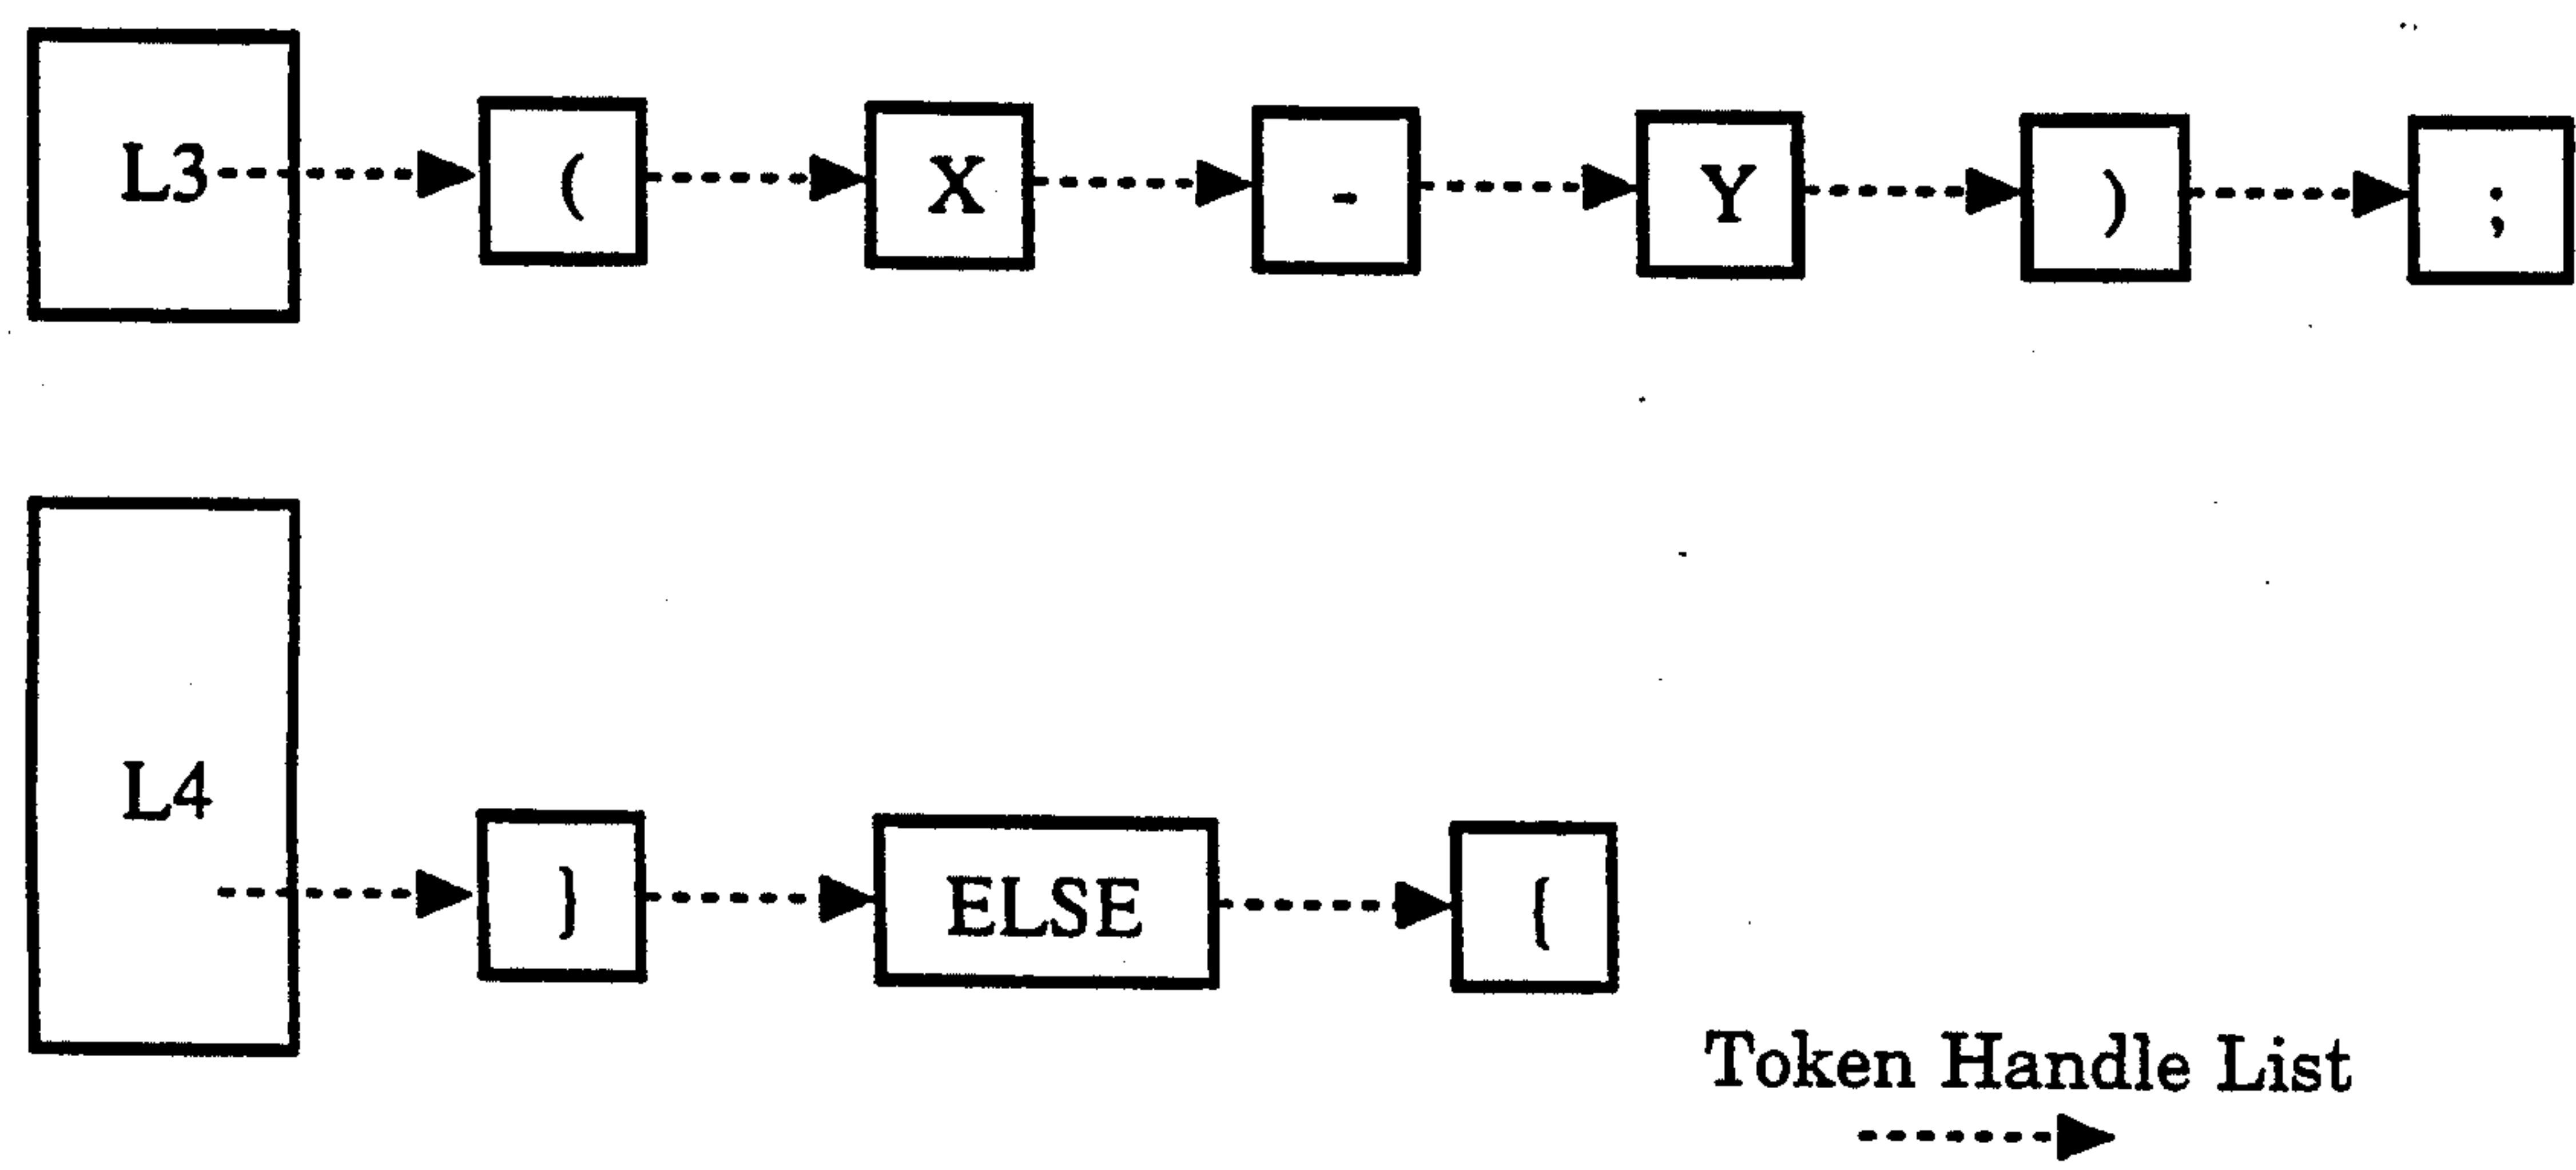 L3 ( X - Y ) ;
L4
} ELSE {
Token Handle List